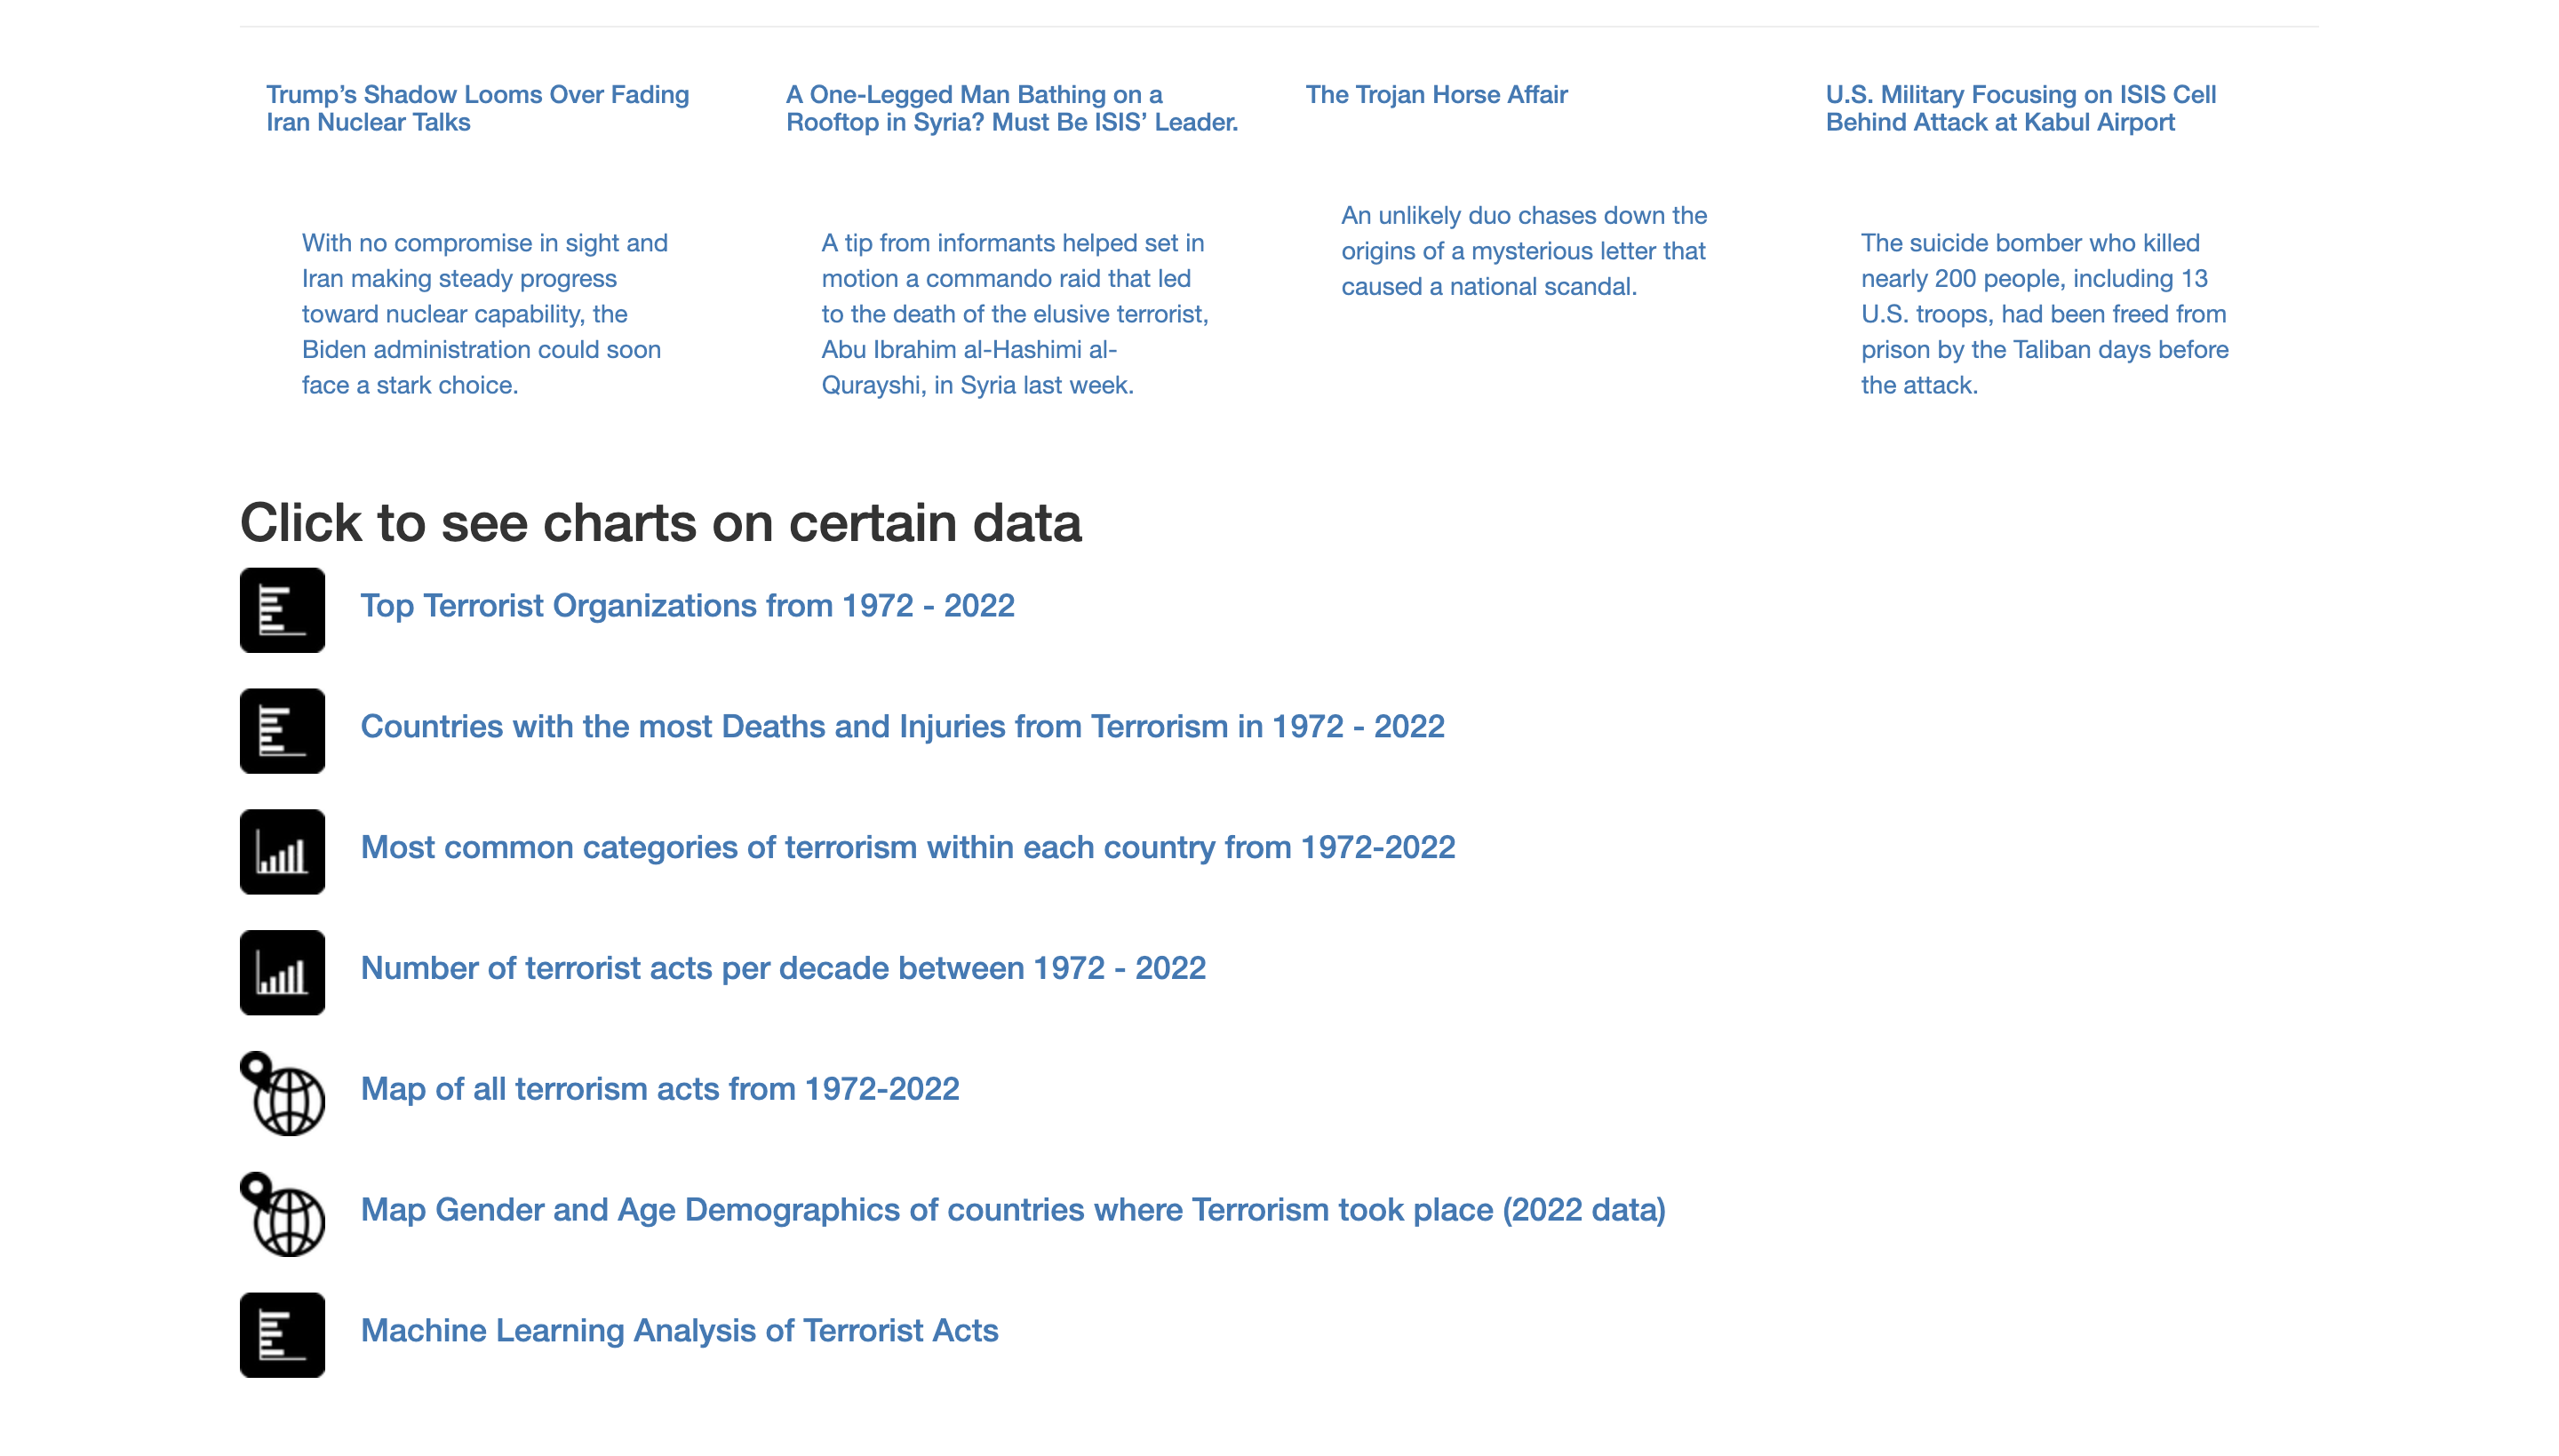 Trump’s Shadow Looms Over Fading
Iran Nuclear Talks
With no compromise in sight and
Iran making steady progress
toward nuclear capability, the
Biden administration could soon
face a stark choice.
A One-Legged Man Bathing on a
Rooftop in Syria? Must Be ISIS’ Leader.
A tip from informants helped set in
motion a commando raid that led
to the death of the elusive terrorist,
Abu Ibrahim al-Hashimi al-
Qurayshi, in Syria last week.
The Trojan Horse Affair
An unlikely duo chases down the
origins of a mysterious letter that
caused a national scandal.
U.S. Military Focusing on ISIS Cell
Behind Attack at Kabul Airport
The suicide bomber who killed
nearly 200 people, including 13
U.S. troops, had been freed from
prison by the Taliban days before
the attack.
Click to see charts on certain data
Top Terrorist Organizations from 1972 - 2022
Countries with the most Deaths and Injuries from Terrorism in 1972 - 2022
Most common categories of terrorism within each country from 1972-2022
Number of terrorist acts per decade between 1972 - 2022
Map of all terrorism acts from 1972-2022
Map Gender and Age Demographics of countries where Terrorism took place (2022 data)
Machine Learning Analysis of Terrorist Acts